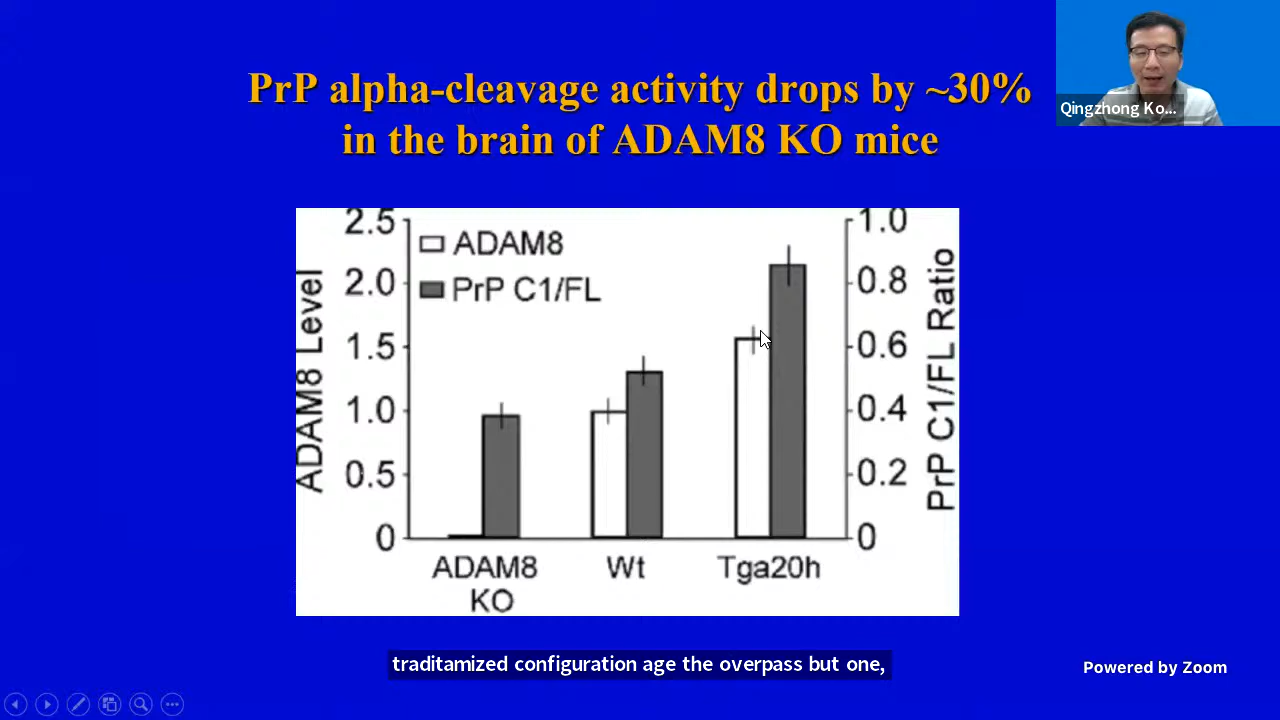 PrP alpha-cleavage activity drops by ~30%
in the brain of ADAM8 KO mice
Qingzhong Ko...
2.5
2.0
1.5
1.0
0.5
0
ADAM8 Level
ADAM8
PrP C1/FL
1.0
0.8
0.6
0.4
0.2
0
PrP C1/FL Ratio
ADAM8
KO
Wt
Tga20h
traditamized configuration age the overpass but one,
Powered by Zoom